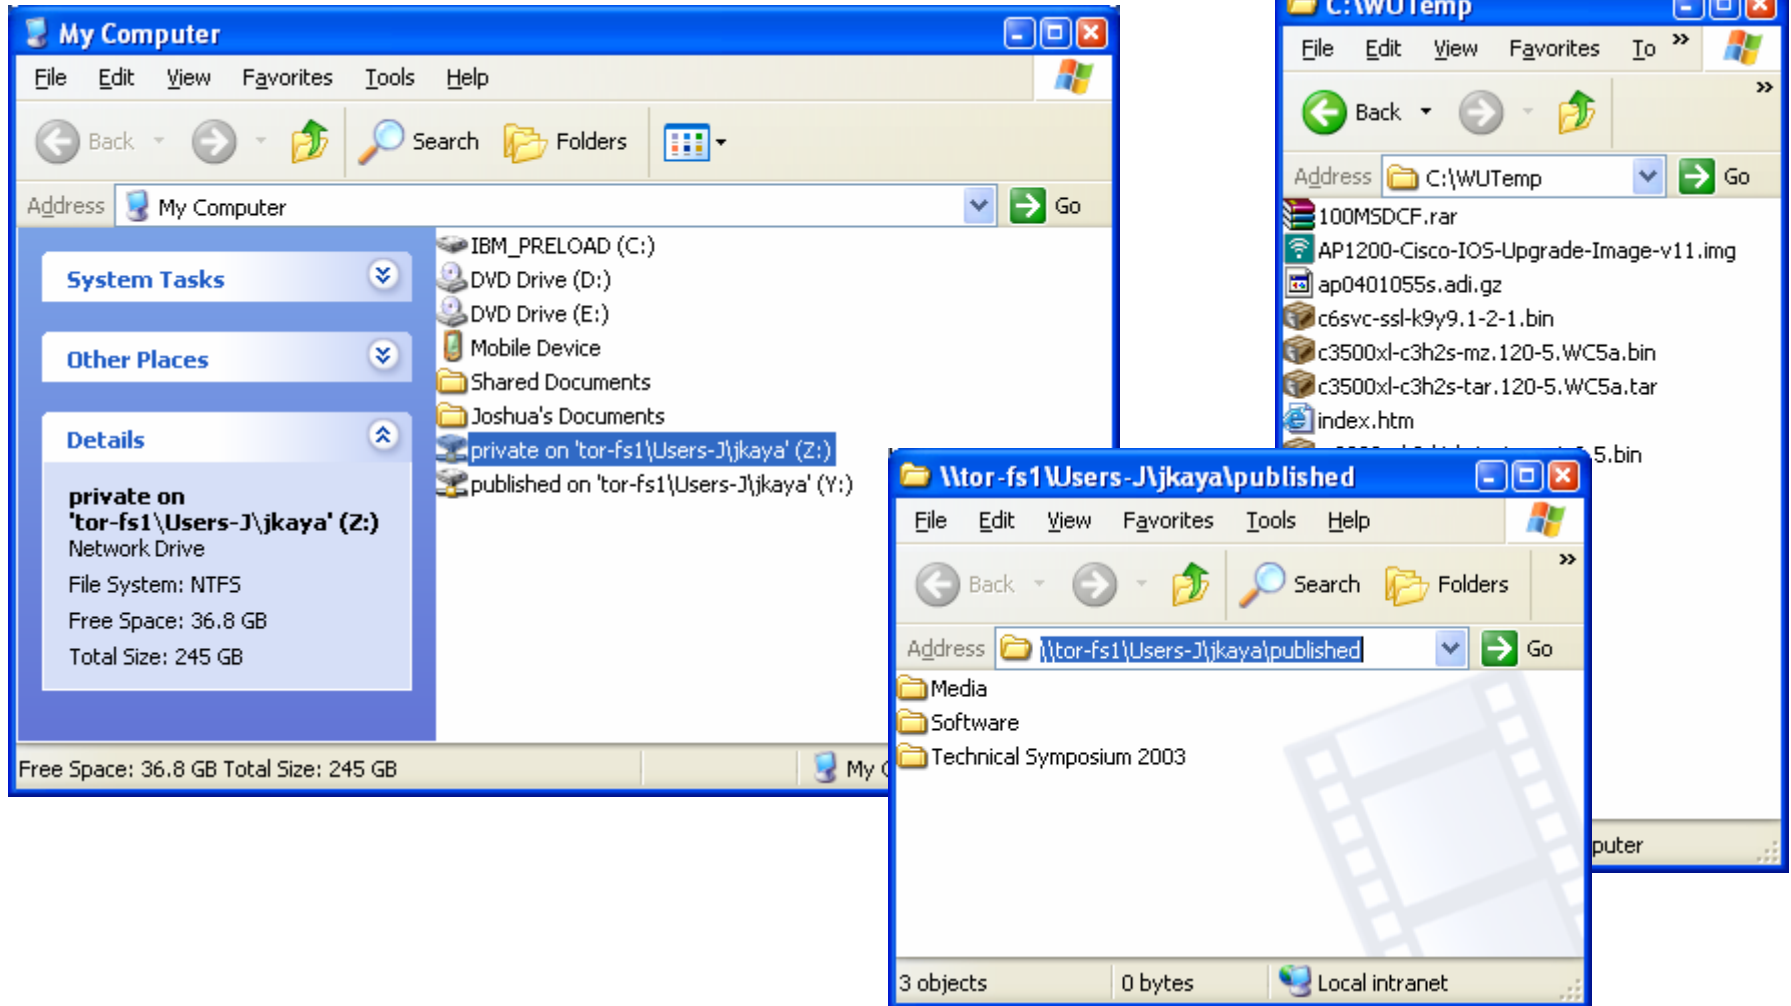 My Computer
File Edit View Favorites Tools Help
Back Search Folders
Address My Computer Go
System Tasks
Other Places
Details
private on
'tor-fs1\Users-J\jkaya' (Z:)
Network Drive
File System: NTFS
Free Space: 36.8 GB
Total Size: 245 GB
IBM_PRELOAD (C:)
DVD Drive (D:)
DVD Drive (E:)
Mobile Device
Shared Documents
Joshua's Documents
private on 'tor-fs1\Users-J\jkaya' (Z:)
published on 'tor-fs1\Users-J\jkaya' (Y:)
Free Space: 36.8 GB Total Size: 245 GB My
C:\WUTemp
File Edit View Favorites To »
Back »
Address C:\WUTemp Go
100MSDCF.rar
AP1200-Cisco-IOS-Upgrade-Image-v11.img
ap0401055s.adi.gz
c6svc-ssl-k9y9.1-2-1.bin
c3500xl-c3h2s-mz.120-5.WC5a.bin
c3500xl-c3h2s-tar.120-5.WC5a.tar
index.htm
5.bin
puter
\\tor-fs1\Users-J\jkaya\published
File Edit View Favorites Tools Help
Back Search Folders »
Address \\tor-fs1\Users-J\jkaya\published Go
Media
Software
Technical Symposium 2003
3 objects 0 bytes Local intranet